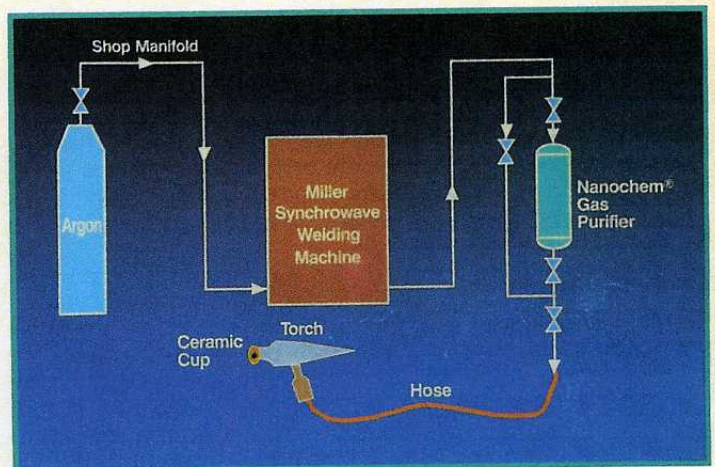 Shop Manifold
Argon
Miller
Synchrowave
Welding
Machine
Nanochem®
Gas
Purifier
Torch
Ceramic
Cup
Hose